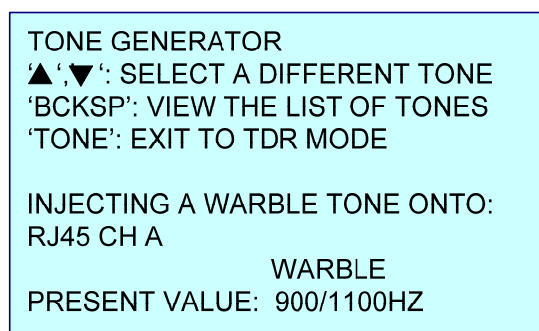 TONE GENERATOR
‘▲‘,‘▼‘: SELECT A DIFFERENT TONE
‘BCKSP’: VIEW THE LIST OF TONES
‘TONE’: EXIT TO TDR MODE
INJECTING A WARBLE TONE ONTO:
RJ45 CH A
WARBLE
PRESENT VALUE: 900/1100HZ